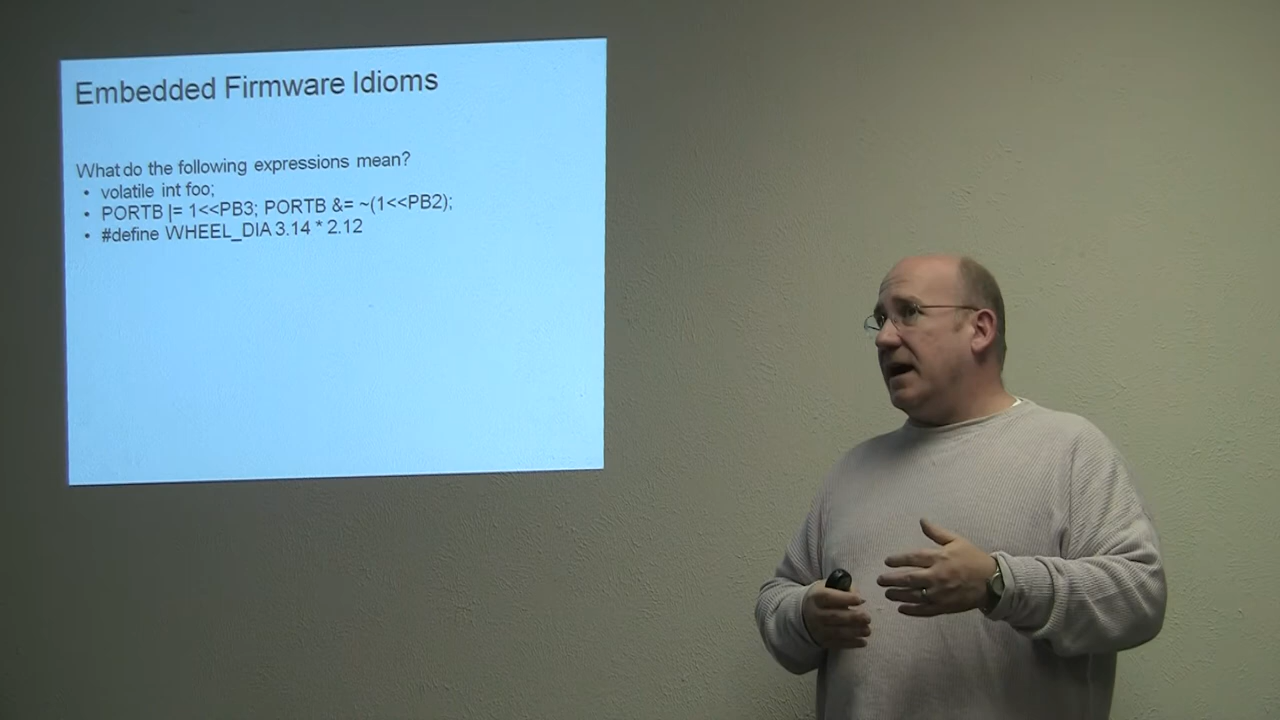 Embedded Firmware Idioms
What do the following expressions mean?
• volatile int foo;
• PORTB |= 1<<PB3; PORTB &= ~(1<<PB2);
• #define WHEEL_DIA 3.14 * 2.12